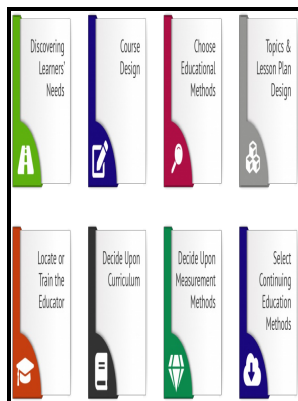 Discovering
Learners'
Needs
Course
Design
Choose
Educational
Methods
Topics &
Lesson Plan
Design
Locate or
Train the
Educator
Decide Upon
Curriculum
Decide Upon
Measurement
Methods
Select
Continuing
Education
Methods